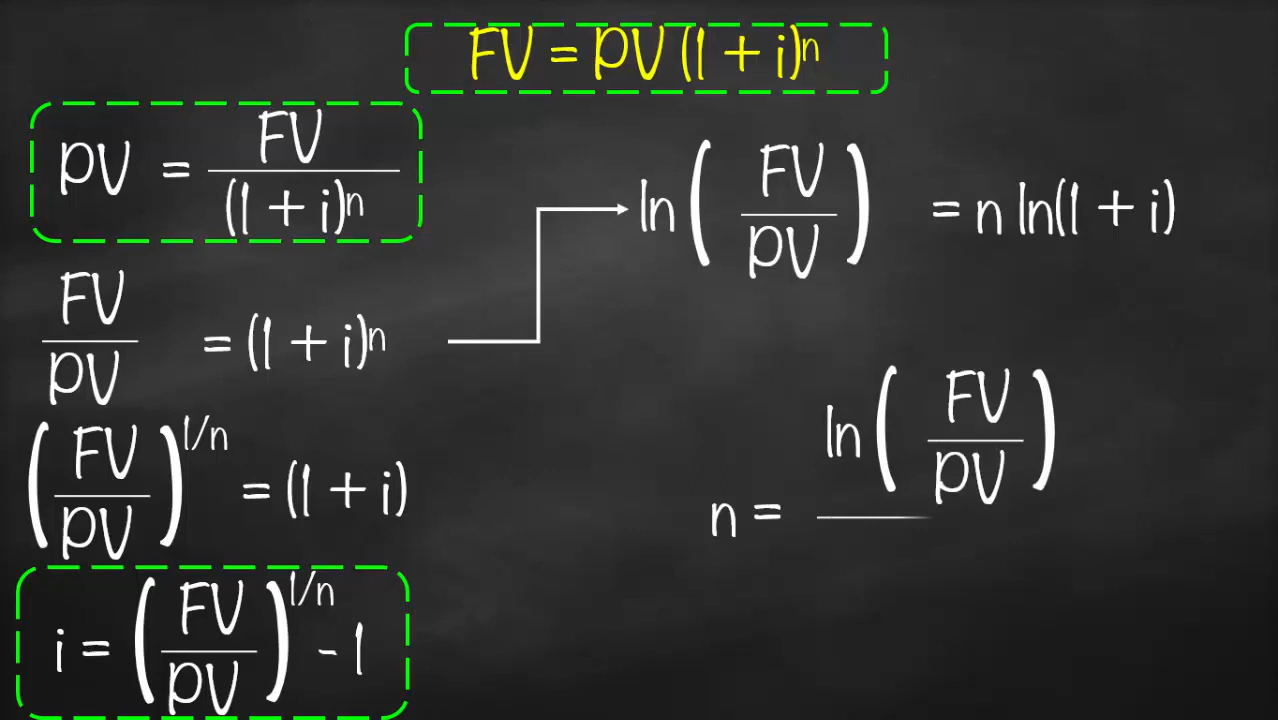 FV = PV (1 + i)ⁿ
PV = FV / (1 + i)ⁿ
FV / PV = (1 + i)ⁿ
(FV / PV)^1/n = (1 + i)
i = (FV / PV)^1/n - 1
ln(FV / PV) = n ln(1 + i)
n = ln(FV / PV)